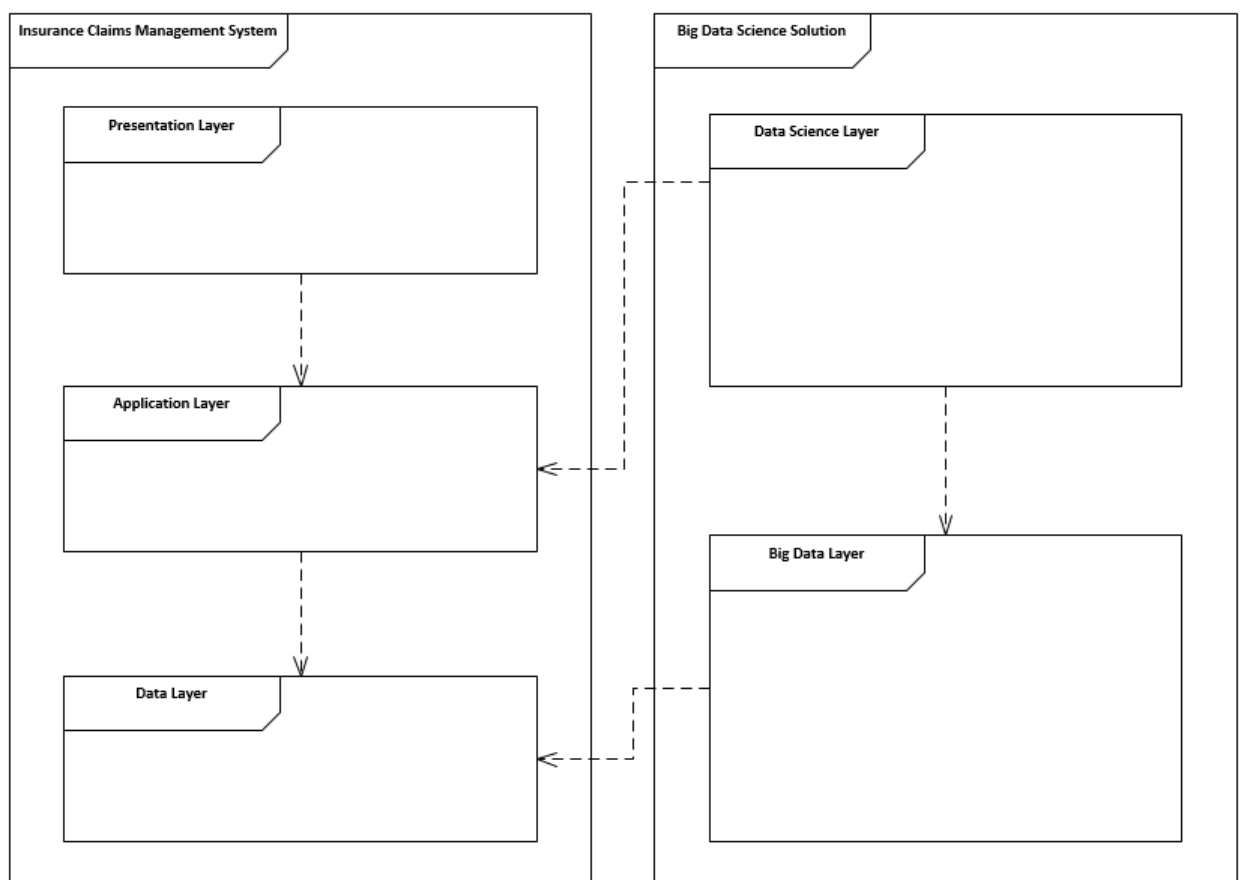 Insurance Claims Management System
Presentation Layer
Application Layer
Data Layer
Big Data Science Solution
Data Science Layer
Big Data Layer